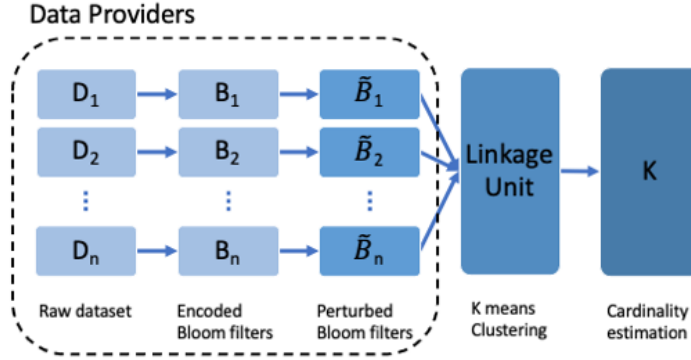 Data Providers
D₁ B₁ B̃₁
D₂ B₂ B̃₂
Linkage Unit
K
⋮ ⋮ ⋮
Dₙ Bₙ B̃ₙ
Raw dataset
Encoded
Bloom filters
Perturbed
Bloom filters
K means
Clustering
Cardinality
estimation